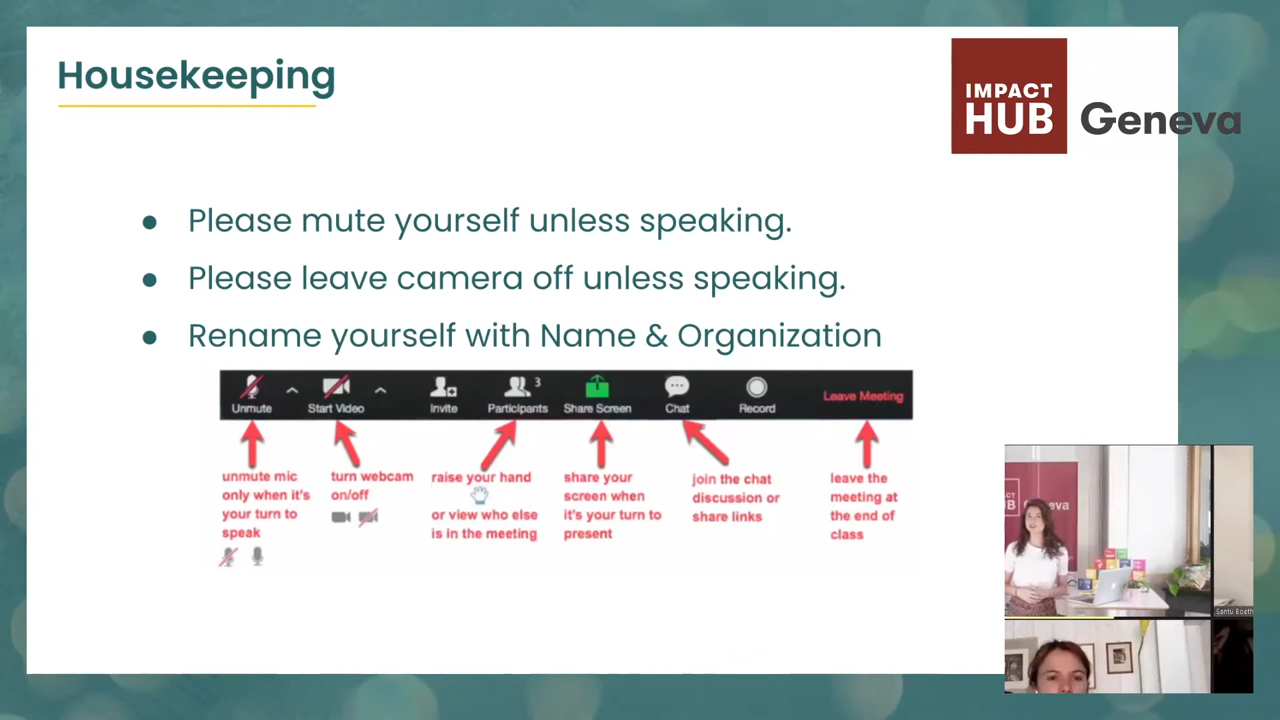 Housekeeping
IMPACT
HUB Geneva
● Please mute yourself unless speaking.
● Please leave camera off unless speaking.
● Rename yourself with Name & Organization
3
Unmute Start Video Invite Participants Share Screen Chat Record Leave Meeting
unmute mic
only when it's
your turn to
speak
turn webcam
on/off
raise your hand
or view who else
is in the meeting
share your
screen when
it's your turn to
present
join the chat
discussion or
share links
leave the
meeting at
the end of
class
Geneva